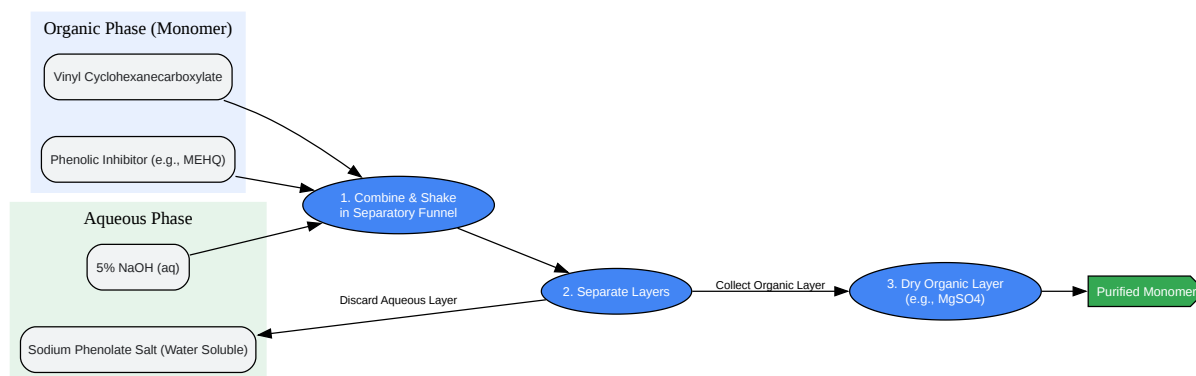 Organic Phase (Monomer)
Vinyl Cyclohexanecarboxylate
Phenolic Inhibitor (e.g., MEHQ)
Aqueous Phase
5% NaOH (aq)
Sodium Phenolate Salt (Water Soluble)
1. Combine & Shake
in Separatory Funnel
Discard Aqueous Layer
2. Separate Layers
Collect Organic Layer
3. Dry Organic Layer
(e.g., MgSO4)
Purified Monomer